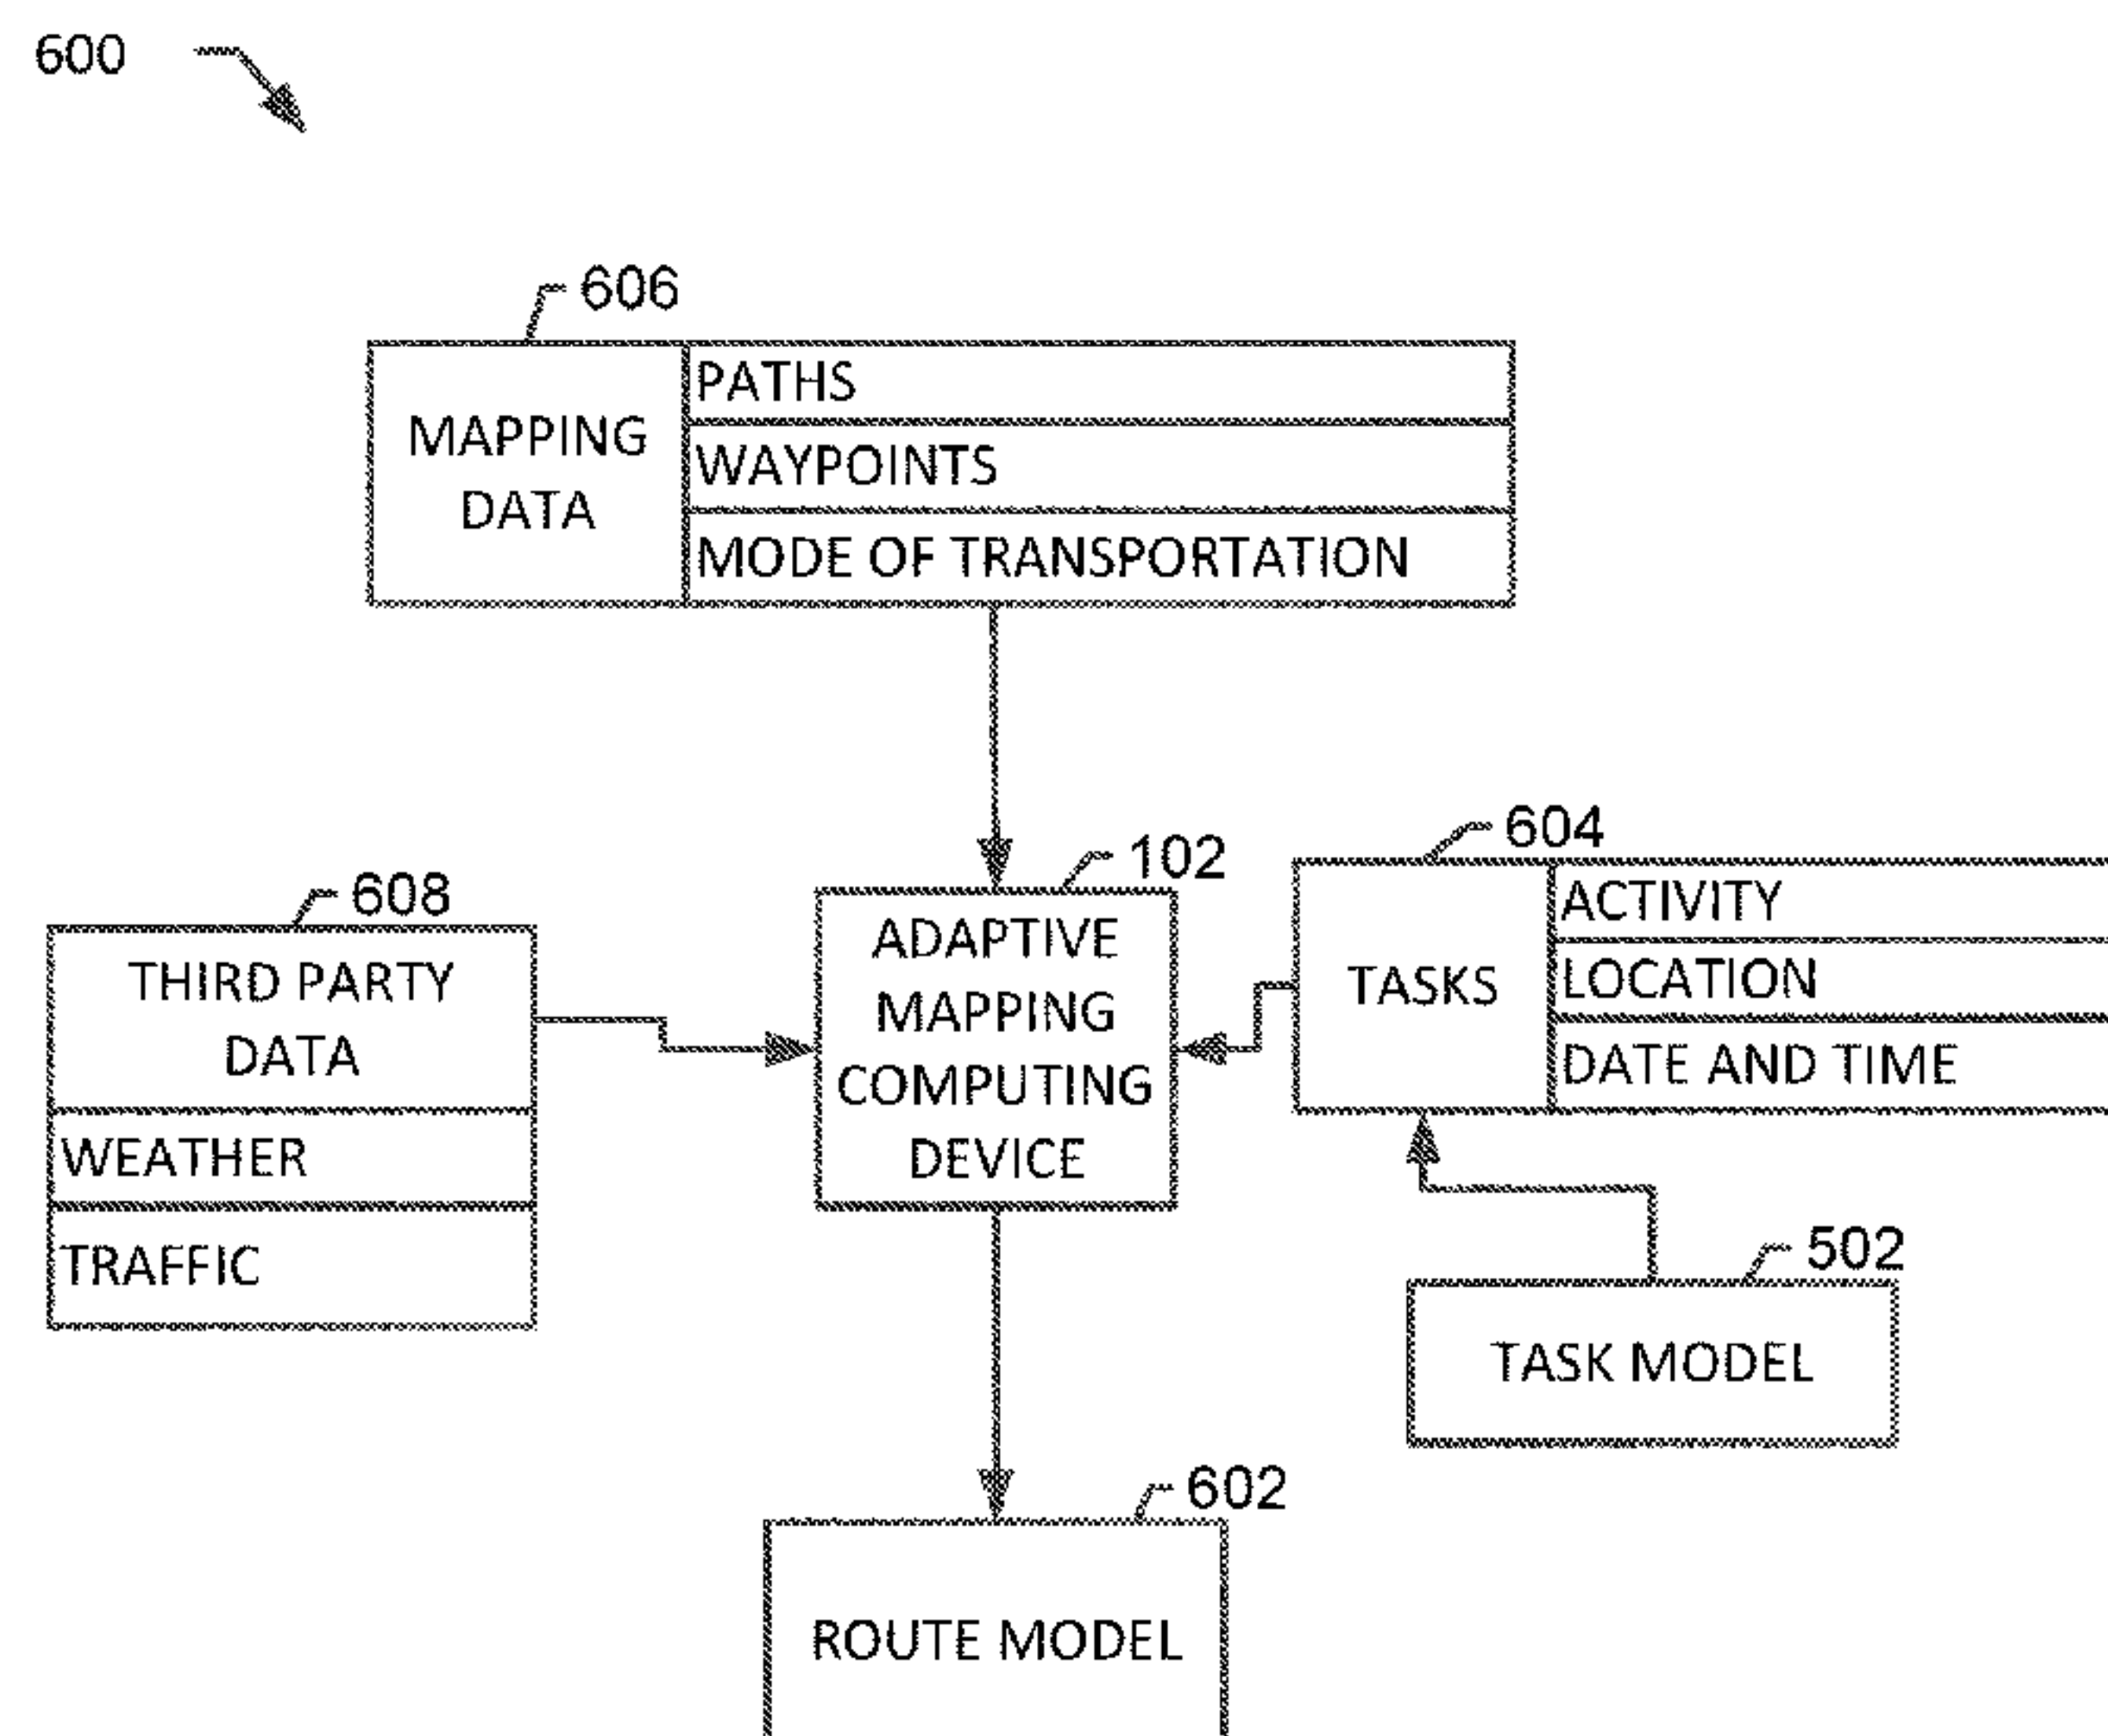 600
606
MAPPING
DATA
PATHS
WAYPOINTS
MODE OF TRANSPORTATION
608
THIRD PARTY
DATA
WEATHER
TRAFFIC
102
ADAPTIVE
MAPPING
COMPUTING
DEVICE
604
TASKS
ACTIVITY
LOCATION
DATE AND TIME
502
TASK MODEL
602
ROUTE MODEL